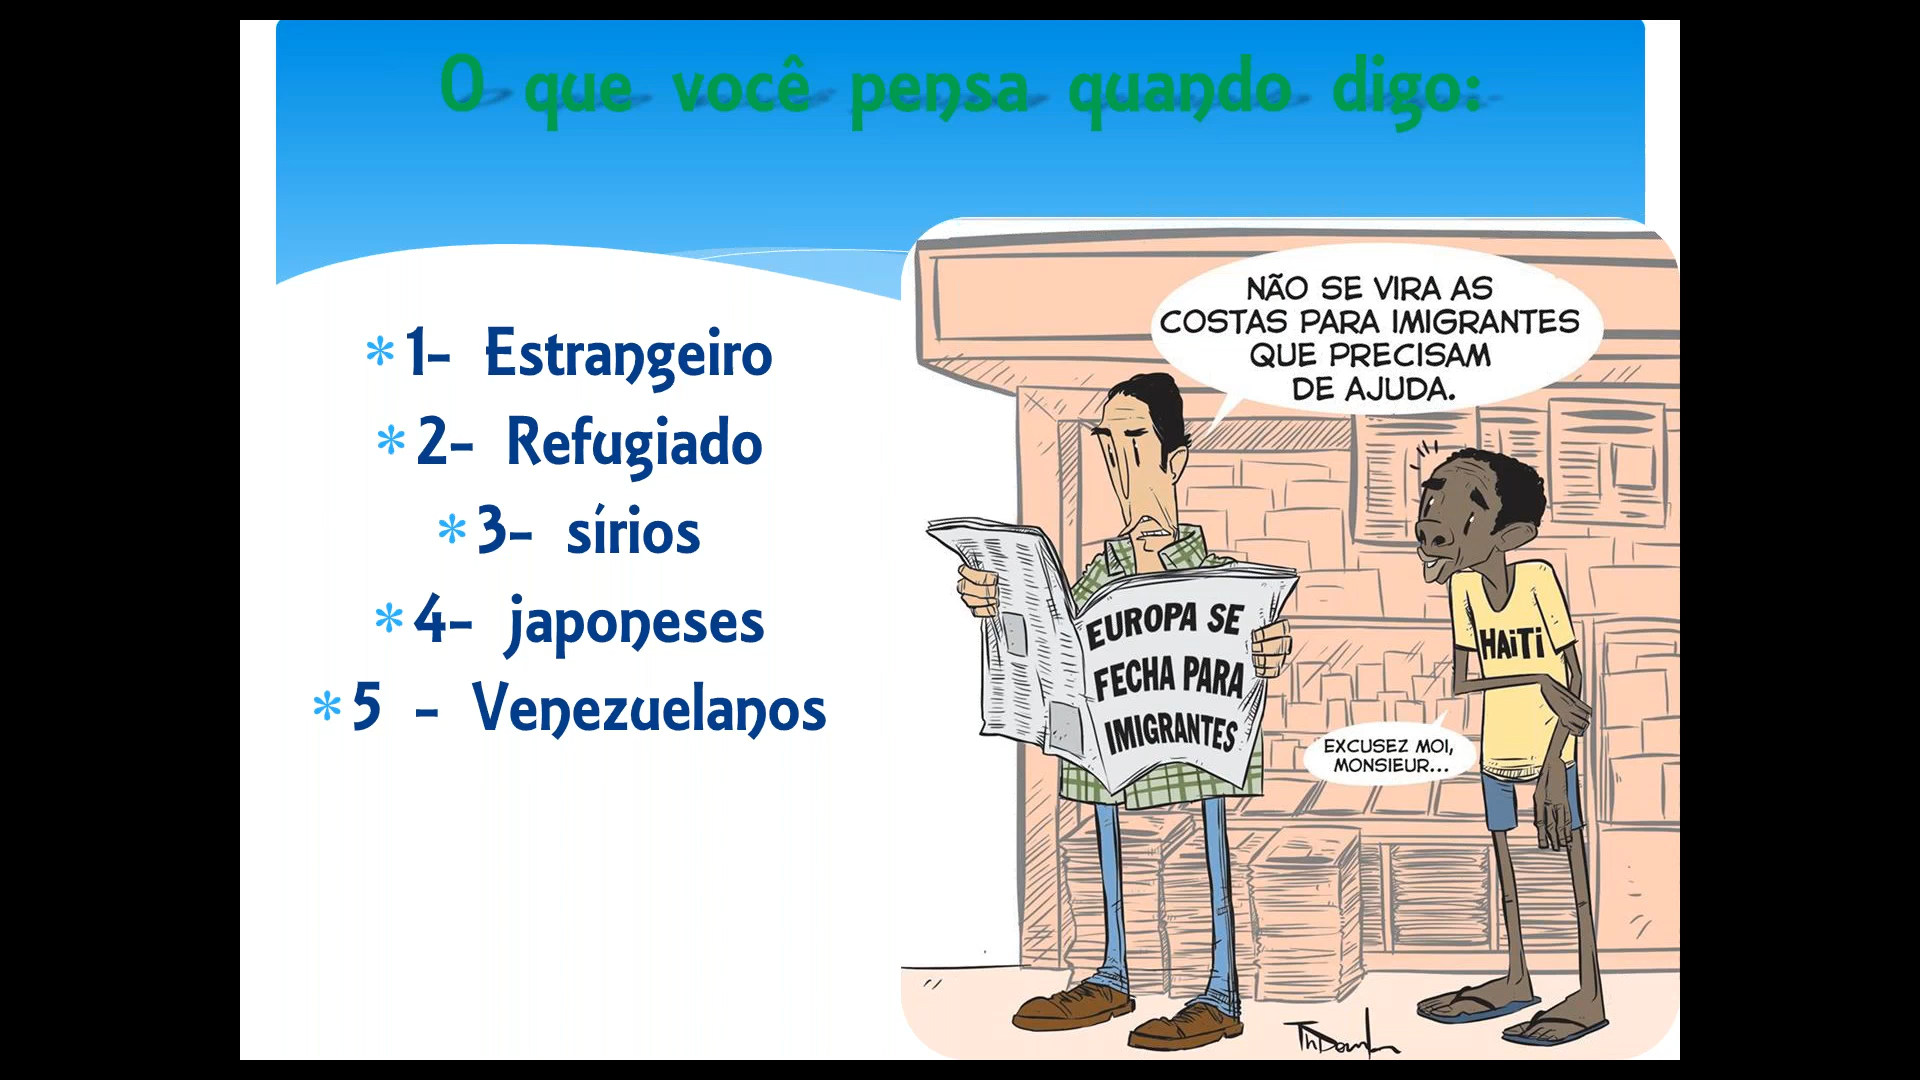 O que você pensa quando digo:
1- Estrangeiro
2- Refugiado
3- sírios
4- japoneses
5 - Venezuelanos
NÃO SE VIRA AS
COSTAS PARA IMIGRANTES
QUE PRECISAM
DE AJUDA.
EUROPA SE
FECHA PARA
IMIGRANTES
HAITI
EXCUSEZ MOI,
MONSIEUR...